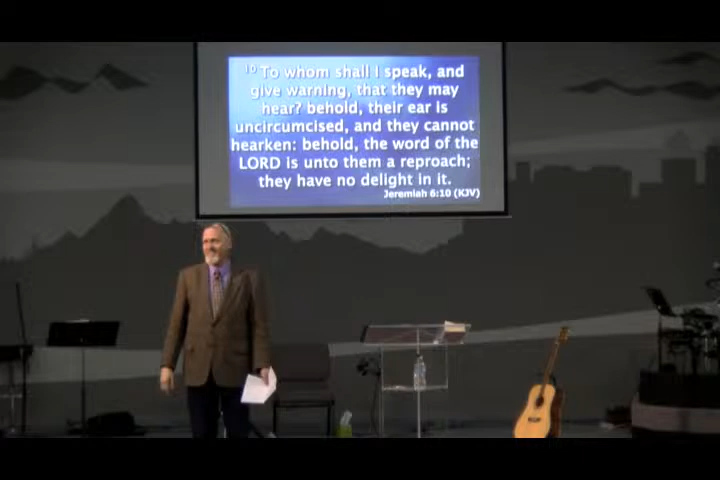 10 To whom shall I speak, and
give warning, that they may
hear? behold, their ear is
uncircumcised, and they cannot
hearken: behold, the word of the
LORD is unto them a reproach;
they have no delight in it.
Jeremiah 6:10 (KJV)